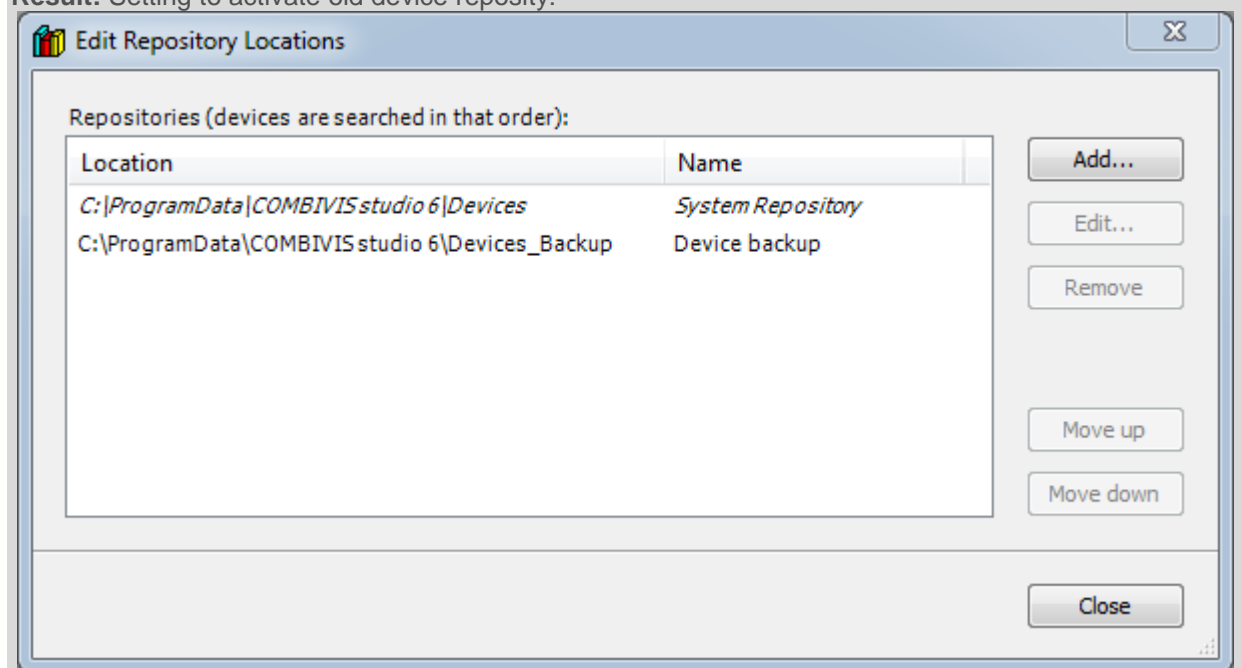 Result: Setting to activate old device reposity.
Edit Repository Locations
Repositories (devices are searched in that order):
Location Name
C:\ProgramData\COMBIVIS studio 6\Devices System Repository
C:\ProgramData\COMBIVIS studio 6\Devices_Backup Device backup
Add...
Edit...
Remove
Move up
Move down
Close